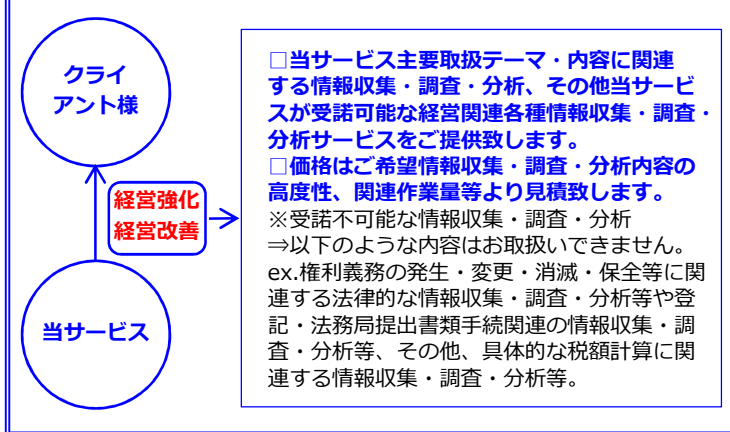 クライ
アント様
経営強化
経営改善
当サービス
□当サービス主要取扱テーマ・内容に関連
する情報収集・調査・分析、その他当サービ
スが受諾可能な経営関連各種情報収集・調査・
分析サービスをご提供致します。
□価格はご希望情報収集・調査・分析内容の
高度性、関連作業量等より見積致します。
※受諾不可能な情報収集・調査・分析
⇒以下のような内容はお取扱いできません。
ex.権利義務の発生・変更・消滅・保全等に関
連する法律的な情報収集・調査・分析等や登
記・法務局提出書類手続関連の情報収集・調
査・分析等、その他、具体的な税額計算に関
連する情報収集・調査・分析等。